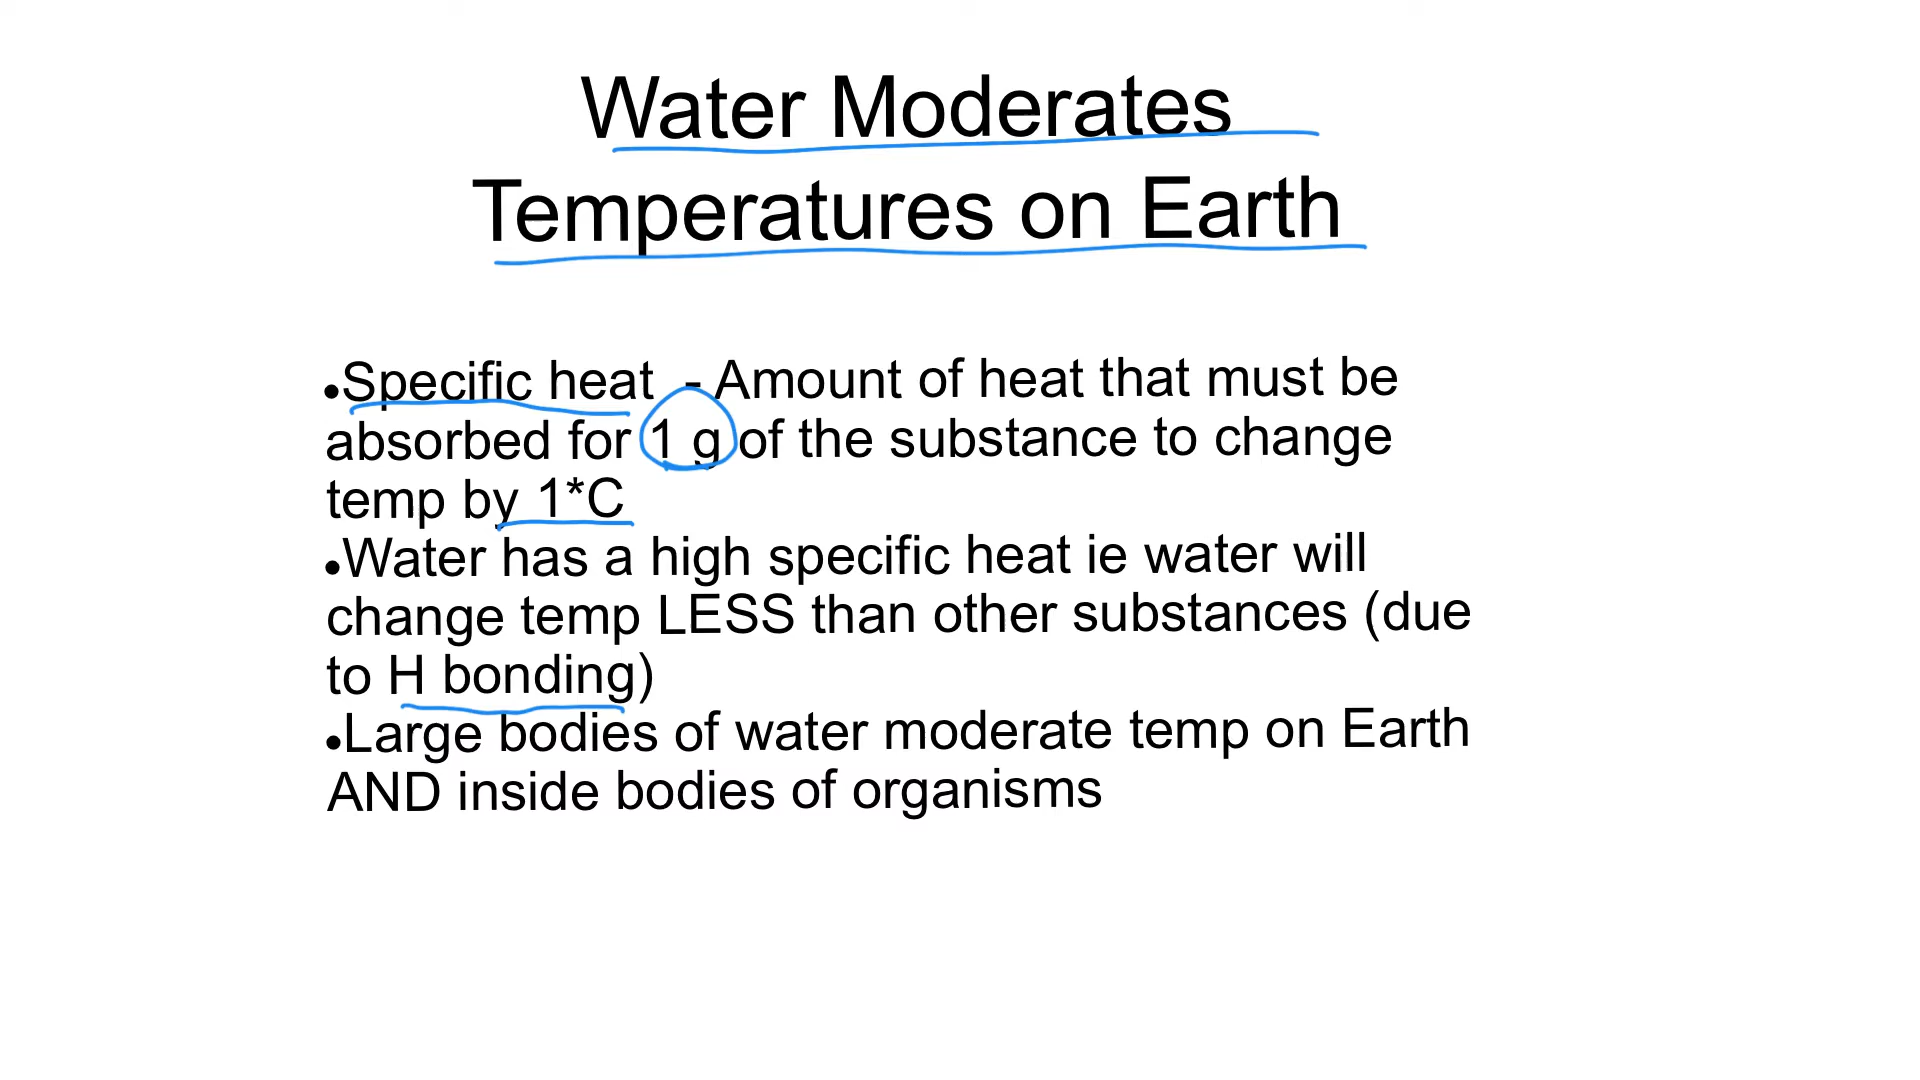 Water Moderates
Temperatures on Earth
•Specific heat - Amount of heat that must be
absorbed for 1 g of the substance to change
temp by 1*C
•Water has a high specific heat ie water will
change temp LESS than other substances (due
to H bonding)
•Large bodies of water moderate temp on Earth
AND inside bodies of organisms